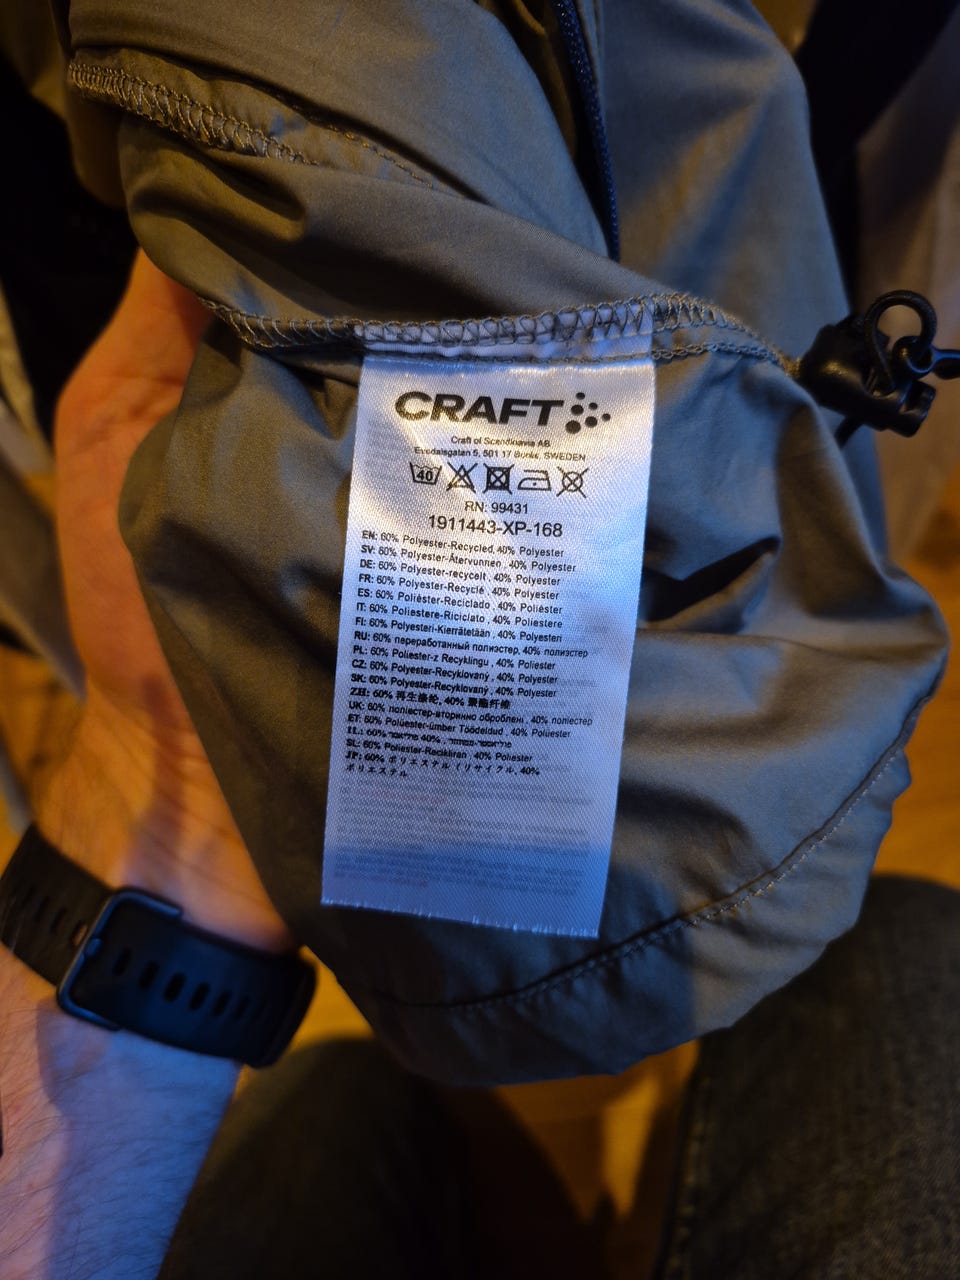 CRAFT
Craft of Scandinavia AB
Evedalsgatan 5, 501 17 Borås, SWEDEN
40
RN: 99431
1911443-XP-168
EN: 60% Polyester-Recycled, 40% Polyester
SV: 60% Polyester-Återvunnen , 40% Polyester
DE: 60% Polyester-recycelt , 40% Polyester
FR: 60% Polyester-Recyclé , 40% Polyester
ES: 60% Poliéster-Reciclado , 40% Poliéster
IT: 60% Poliestere-Riciclato , 40% Poliestere
FI: 60% Polyesteri-Kierrätetään , 40% Polyesteri
RU: 60% переработанный полиэстер, 40% полиэстер
PL: 60% Poliester-z Recyklingu , 40% Poliester
CZ: 60% Polyester-Recyklovaný , 40% Polyester
SK: 60% Polyester-Recyklovaný , 40% Polyester
ZH: 60% 再生涤纶, 40% 聚酯纤维
UK: 60% поліестер-вторинно оброблені , 40% поліестер
ET: 60% Polüester-ümber Töödeldud , 40% Polüester
IL: 60% פוליאסטר-ממוחזר , 40% פוליאסטר
SL: 60% Poliester-Recikliran , 40% Poliester
JP: 60% ポリエステル(リサイクル, 40%
ポリエステル